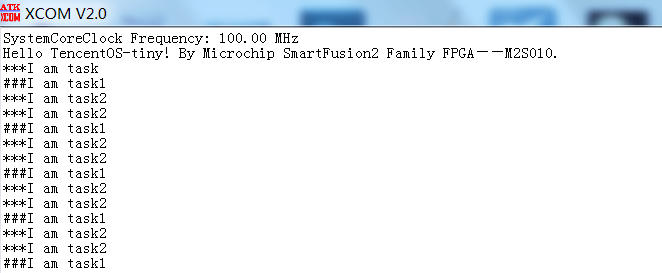 ATK
XCOM
XCOM V2.0
SystemCoreClock Frequency: 100.00 MHz
Hello TencentOS-tiny! By Microchip SmartFusion2 Family FPGA——M2S010.
***I am task
###I am task1
***I am task2
***I am task2
###I am task1
***I am task2
***I am task2
###I am task1
***I am task2
***I am task2
###I am task1
***I am task2
***I am task2
###I am task1